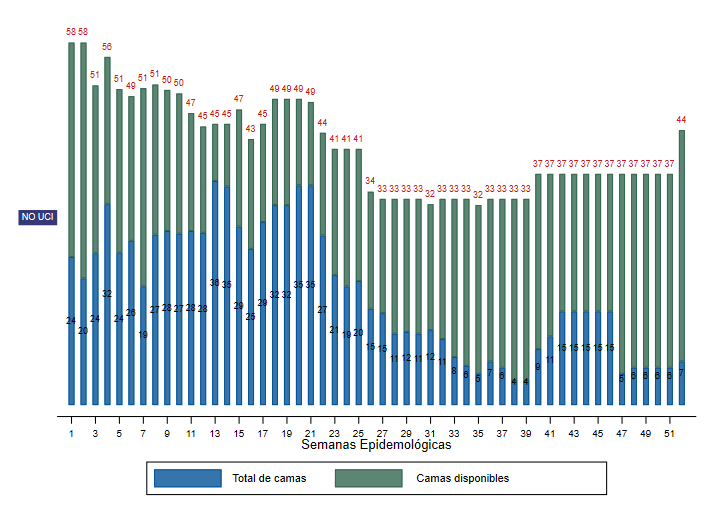 58 58 51 56 51 49 51 51 50 50 47 45 45 45 47 43 45 49 49 49 49 44 41 41 41 34 33 33 33 33 32 33 33 33 32 33 33 33 33 37 37 37 37 37 37 37 37 37 37 37 37 44
NO UCI
24 20 24 32 24 26 19 27 28 27 28 28 36 35 29 25 29 32 32 35 35 27 21 19 20 15 15 11 12 11 12 11 8 6 5 7 6 4 4 9 11 15 15 15 15 15 5 6 6 6 6 7
1 3 5 7 9 11 13 15 17 19 21 23 25 27 29 31 33 35 37 39 41 43 45 47 49 51
Semanas Epidemológicas
Total de camas Camas disponibles